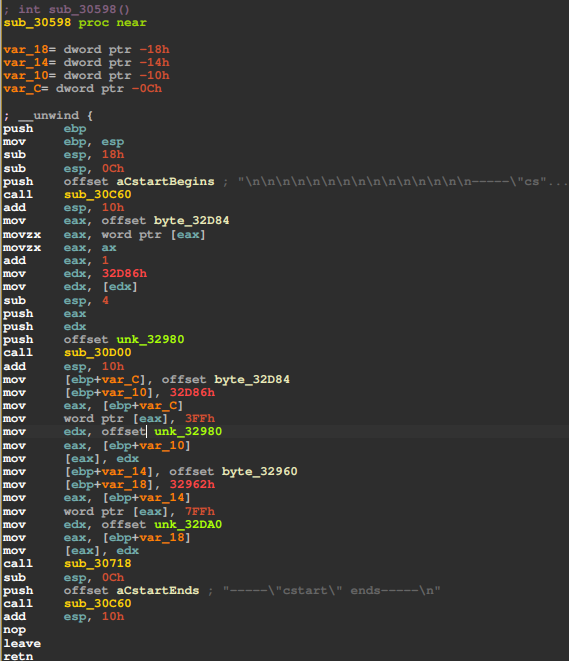 ; int sub_30598()
sub_30598 proc near
var_18= dword ptr -18h
var_14= dword ptr -14h
var_10= dword ptr -10h
var_C= dword ptr -0Ch
; __unwind {
push ebp
mov ebp, esp
sub esp, 18h
sub esp, 0Ch
push offset aCstartBegins ; "\n\n\n\n\n\n\n\n\n\n\n\n\n\n\n-----\"cs"...
call sub_30C60
add esp, 10h
mov eax, offset byte_32D84
movzx eax, word ptr [eax]
movzx eax, ax
add eax, 1
mov edx, 32D86h
mov edx, [edx]
sub esp, 4
push eax
push edx
push offset unk_32980
call sub_30D00
add esp, 10h
mov [ebp+var_C], offset byte_32D84
mov [ebp+var_10], 32D86h
mov eax, [ebp+var_C]
mov word ptr [eax], 3FFh
mov edx, offset unk_32980
mov eax, [ebp+var_10]
mov [eax], edx
mov [ebp+var_14], offset byte_32960
mov [ebp+var_18], 32962h
mov eax, [ebp+var_14]
mov word ptr [eax], 7FFh
mov edx, offset unk_32DA0
mov eax, [ebp+var_18]
mov [eax], edx
call sub_30718
sub esp, 0Ch
push offset aCstartEnds ; "-----\"cstart\" ends-----\n"
call sub_30C60
add esp, 10h
nop
leave
retn